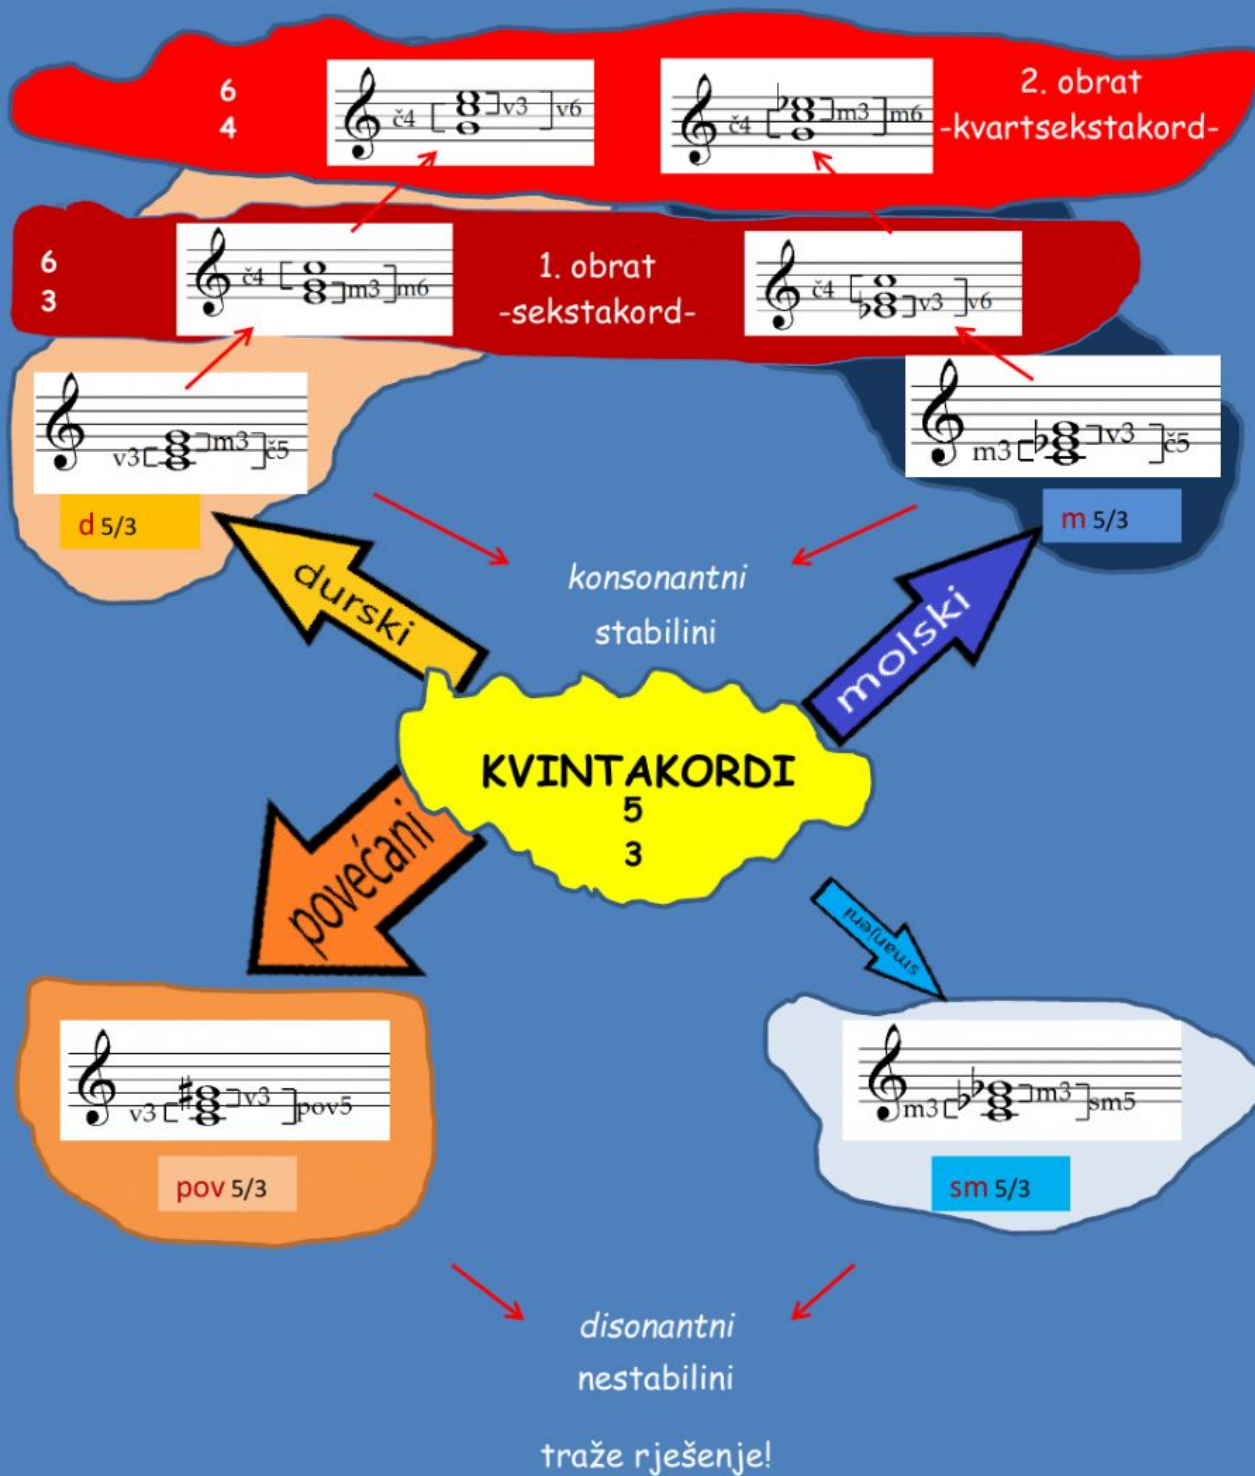 6
4
č4
v3
v6
č4
m3
m6
2. obrat
-kvartsekstakord-
6
3
č4
m3
m6
1. obrat
-sekstakord-
č4
v3
v6
v3
m3
č5
d 5/3
m3
v3
č5
m 5/3
durski
konsonantni
stabilini
molski
KVINTAKORDI
5
3
povećani
smanjeni
v3
v3
pov5
pov 5/3
m3
m3
sm5
sm 5/3
disonantni
nestabilini
traže rješenje!